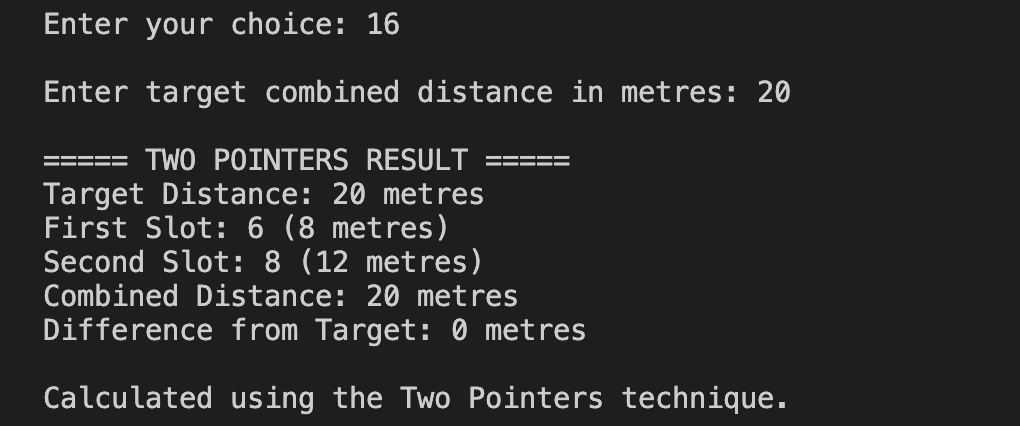 Enter your choice: 16
Enter target combined distance in metres: 20
===== TWO POINTERS RESULT =====
Target Distance: 20 metres
First Slot: 6 (8 metres)
Second Slot: 8 (12 metres)
Combined Distance: 20 metres
Difference from Target: 0 metres
Calculated using the Two Pointers technique.